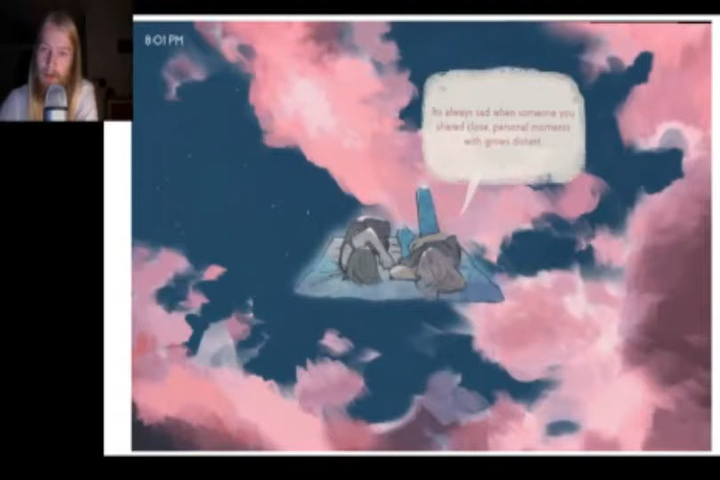 8:01 PM
Its always sad when someone you
shared close, personal moments
with grows distant.